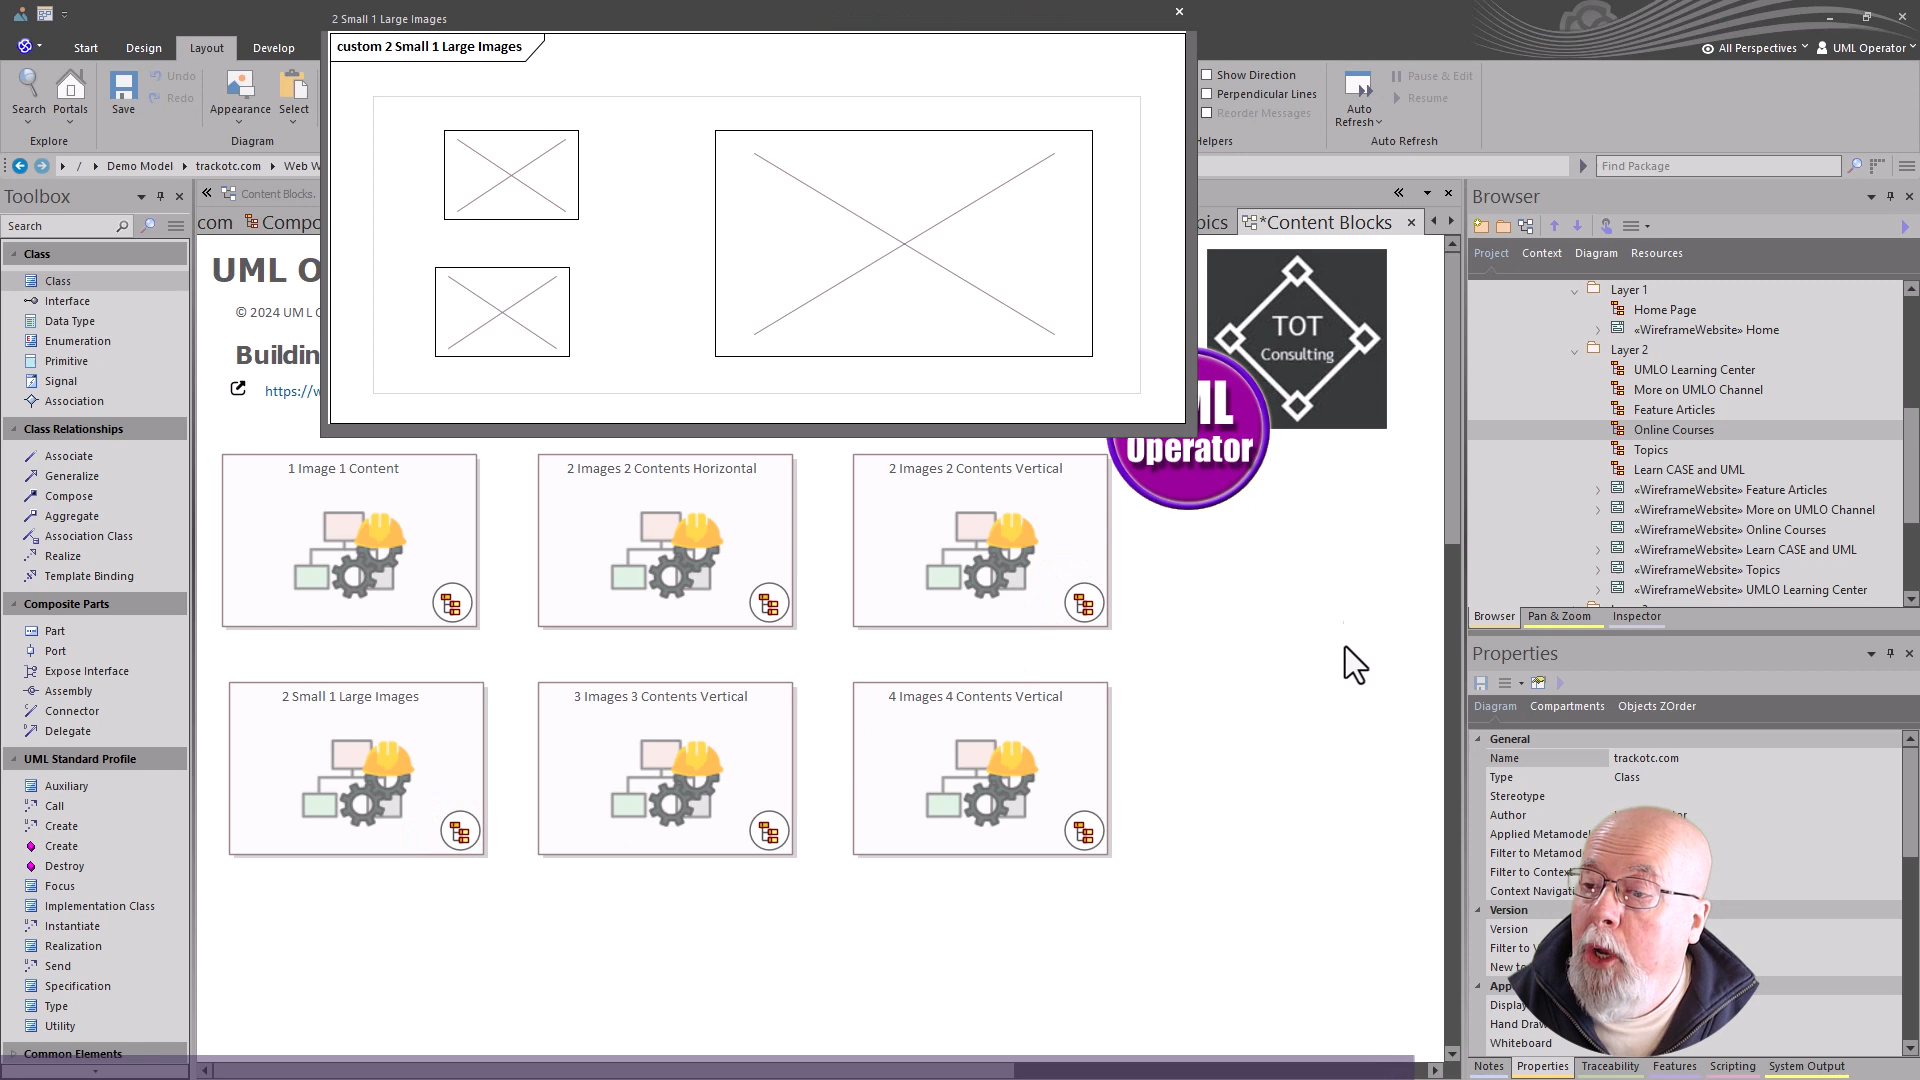 2 Small 1 Large Images
custom 2 Small 1 Large Images
Start
Design
Layout
Develop
All Perspectives
UML Operator
Search
Portals
Explore
Save
Undo
Redo
Appearance
Select
Diagram
Show Direction
Perpendicular Lines
Reorder Messages
Helpers
Auto
Refresh
Pause & Edit
Resume
Auto Refresh
/
Demo Model
trackotc.com
Web W
Find Package
Toolbox
Search
Class
Class
Interface
Data Type
Enumeration
Primitive
Signal
Association
Class Relationships
Associate
Generalize
Compose
Aggregate
Association Class
Realize
Template Binding
Composite Parts
Part
Port
Expose Interface
Assembly
Connector
Delegate
UML Standard Profile
Auxiliary
Call
Create
Create
Destroy
Focus
Implementation Class
Instantiate
Realization
Send
Specification
Type
Utility
Common Elements
Content Blocks.
com
Compo
pics
*Content Blocks
UML O
© 2024 UML O
Building
https://w
TOT
Consulting
ML
Operator
1 Image 1 Content
2 Images 2 Contents Horizontal
2 Images 2 Contents Vertical
2 Small 1 Large Images
3 Images 3 Contents Vertical
4 Images 4 Contents Vertical
Browser
Project
Context
Diagram
Resources
Layer 1
Home Page
«WireframeWebsite» Home
Layer 2
UMLO Learning Center
More on UMLO Channel
Feature Articles
Online Courses
Topics
Learn CASE and UML
«WireframeWebsite» Feature Articles
«WireframeWebsite» More on UMLO Channel
«WireframeWebsite» Online Courses
«WireframeWebsite» Learn CASE and UML
«WireframeWebsite» Topics
«WireframeWebsite» UMLO Learning Center
Browser
Pan & Zoom
Inspector
Properties
Diagram
Compartments
Objects ZOrder
General
Name
trackotc.com
Type
Class
Stereotype
Author
Applied Metamodel
Filter to Metamod
Filter to Context
Context Navigati
Version
Version
Filter to V
New to
App
Display
Hand Draw
Whiteboard
Notes
Properties
Traceability
Features
Scripting
System Output